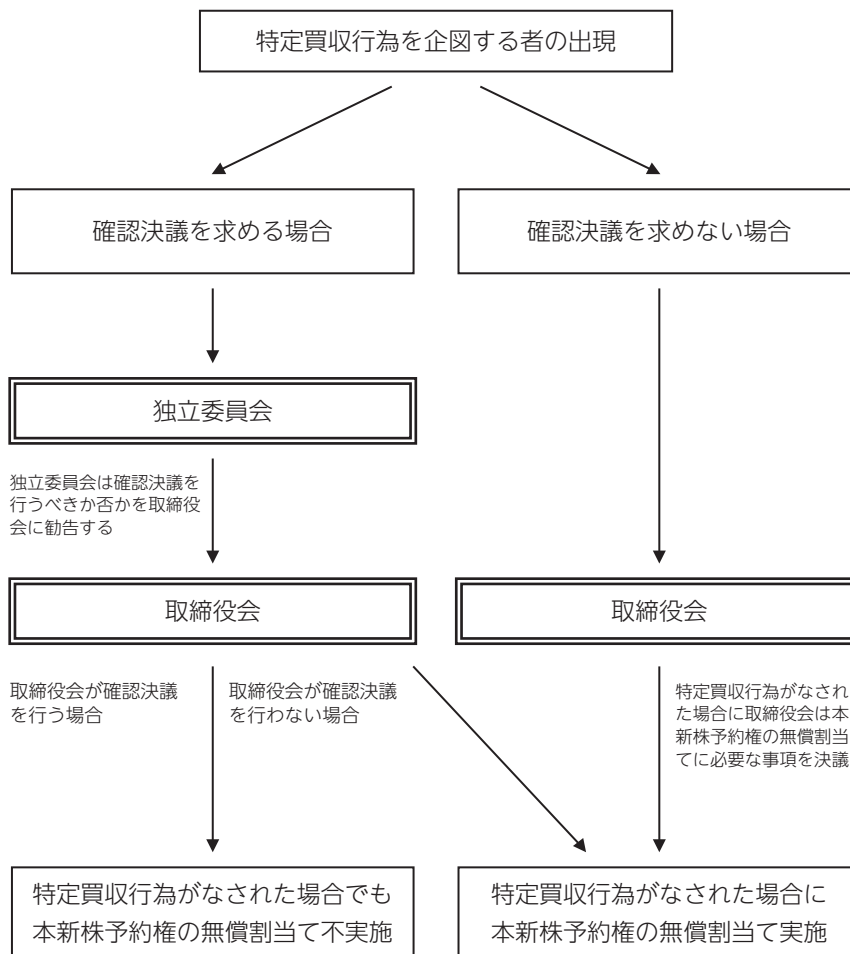 特定買収行為を企図する者の出現
確認決議を求める場合
確認決議を求めない場合
独立委員会
独立委員会は確認決議を
行うべきか否かを取締役
会に勧告する
取締役会
取締役会
取締役会が確認決議
を行う場合
取締役会が確認決議
を行わない場合
特定買収行為がなされ
た場合に取締役会は本
新株予約権の無償割当
てに必要な事項を決議
特定買収行為がなされた場合でも
本新株予約権の無償割当て不実施
特定買収行為がなされた場合に
本新株予約権の無償割当て実施